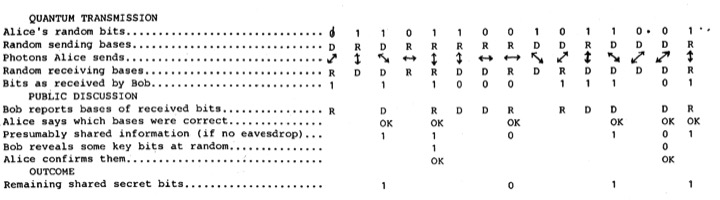 QUANTUM TRANSMISSION
Alice's random bits................................ 0 1 1 0 1 1 0 0 1 0 1 1 0 0 1
Random sending bases............................... D R D R R R R R D D R D D D R
Photons Alice sends................................ ⤢ ↕ ⤡ ↔ ↕ ↕ ↔ ↔ ⤡ ⤢ ↕ ⤡ ⤢ ⤢ ↕
Random receiving bases............................. R D D R R D D R D R D D D D R
Bits as received by Bob............................ 1 1 1 0 0 0 1 1 1 0 1
PUBLIC DISCUSSION
Bob reports bases of received bits................. R D R D D R R D D D R
Alice says which bases were correct................ OK OK OK OK OK OK
Presumably shared information (if no eavesdrop).... 1 1 0 1 0 1
Bob reveals some key bits at random................ 1 0
Alice confirms them................................ OK OK
OUTCOME
Remaining shared secret bits....................... 1 0 1 1